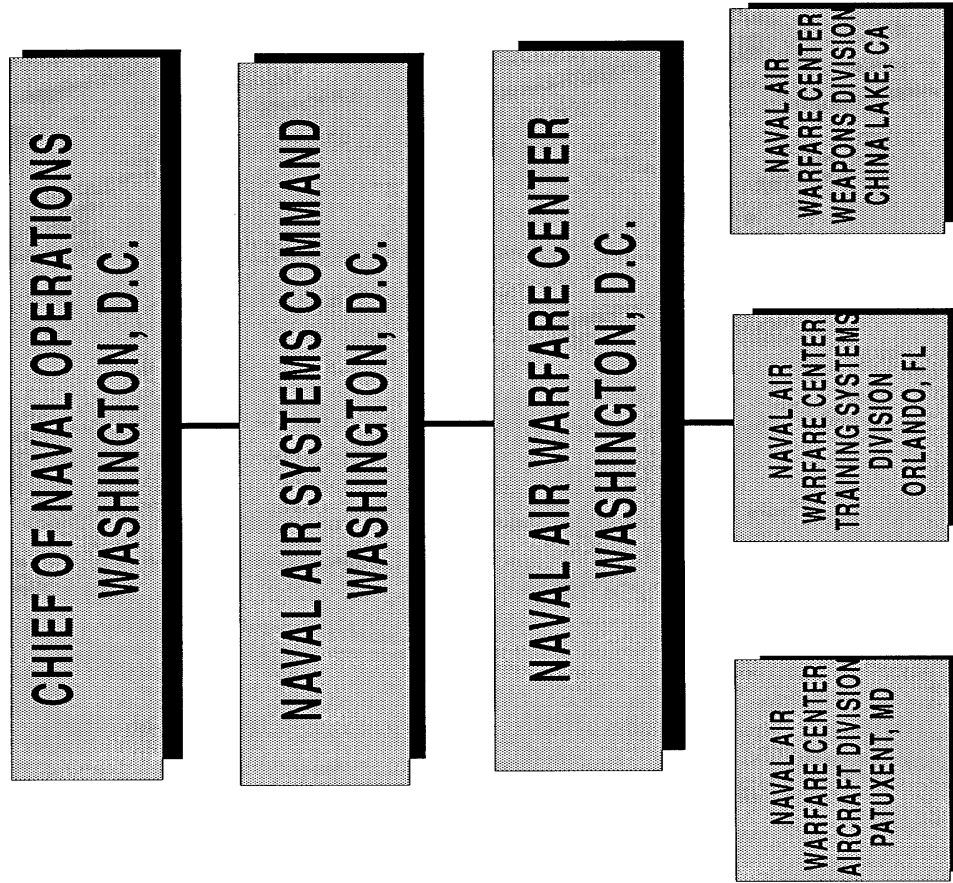 CHIEF OF NAVAL OPERATIONS
WASHINGTON, D.C.
NAVAL AIR SYSTEMS COMMAND
WASHINGTON, D.C.
NAVAL AIR WARFARE CENTER
WASHINGTON, D.C.
NAVAL AIR
WARFARE CENTER
AIRCRAFT DIVISION
PATUXENT, MD
NAVAL AIR
WARFARE CENTER
TRAINING SYSTEMS
DIVISION
ORLANDO, FL
NAVAL AIR
WARFARE CENTER
WEAPONS DIVISION
CHINA LAKE, CA